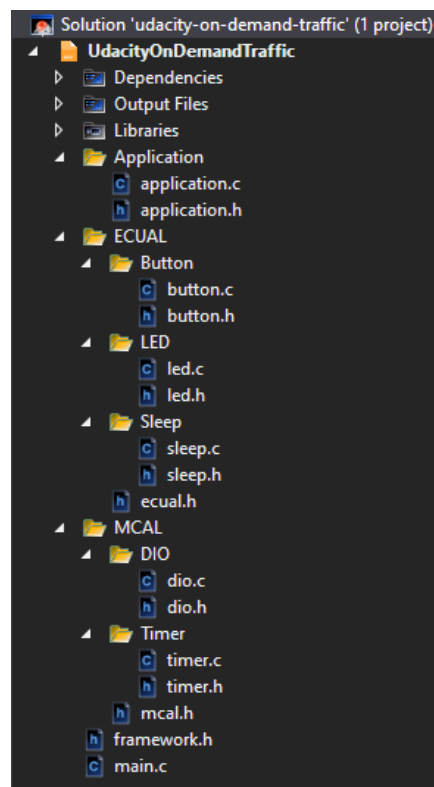 Solution 'udacity-on-demand-traffic' (1 project)
UdacityOnDemandTraffic
Dependencies
Output Files
Libraries
Application
application.c
application.h
ECUAL
Button
button.c
button.h
LED
led.c
led.h
Sleep
sleep.c
sleep.h
ecual.h
MCAL
DIO
dio.c
dio.h
Timer
timer.c
timer.h
mcal.h
framework.h
main.c